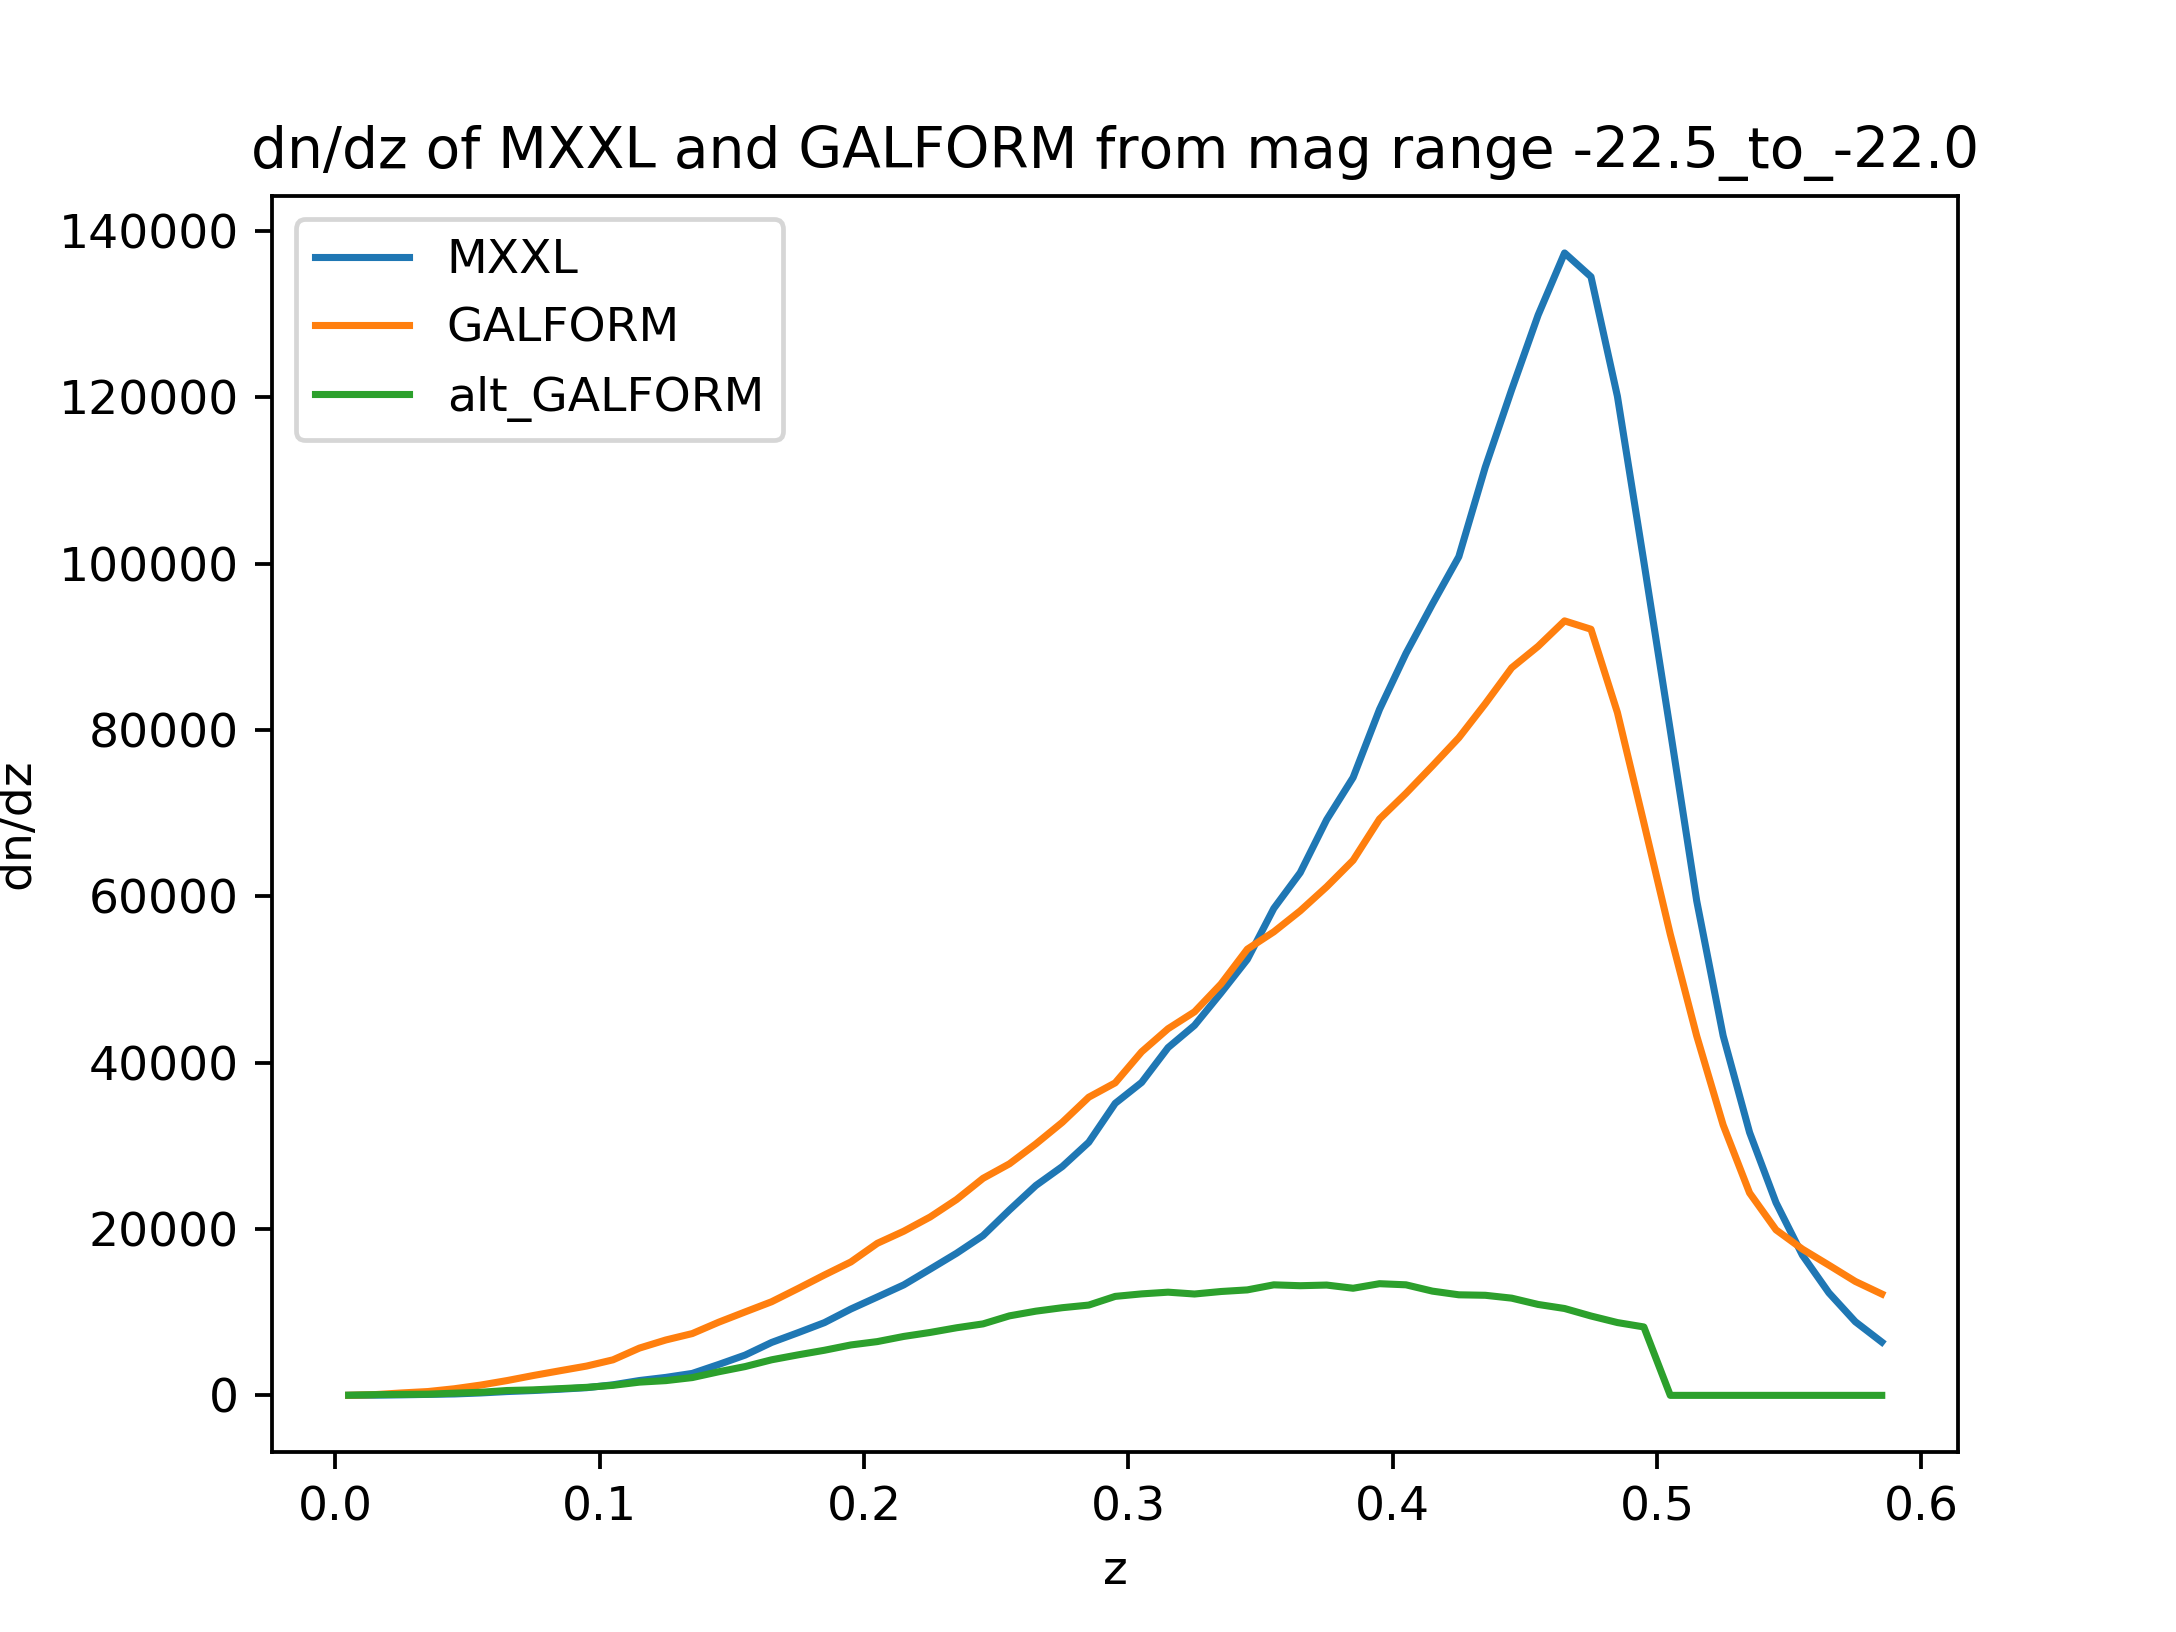 dn/dz of MXXL and GALFORM from mag range -22.5_to_-22.0
140000
120000
100000
80000
60000
40000
20000
0
dn/dz
MXXL
GALFORM
alt_GALFORM
0.0 0.1 0.2 0.3 0.4 0.5 0.6
z